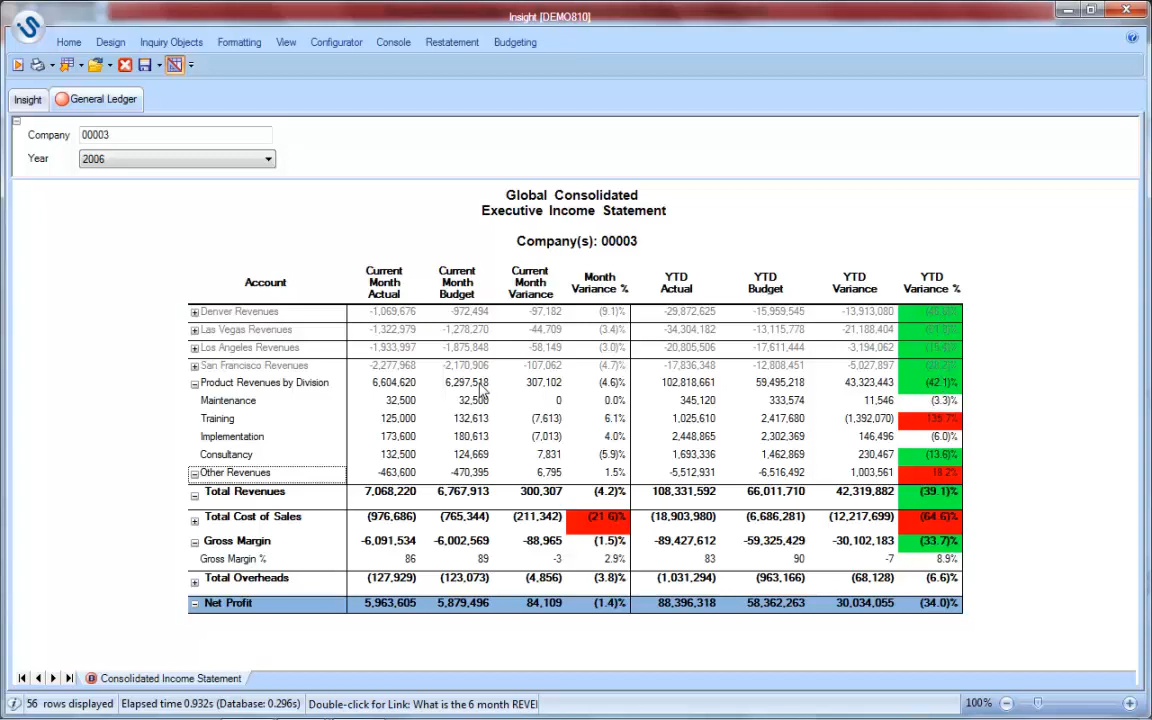 Insight [DEMO810]
Home Design Inquiry Objects Formatting View Configurator Console Restatement Budgeting
Insight General Ledger
Company 00003
Year 2006
Global Consolidated
Executive Income Statement
Company(s): 00003
Account Current Month Actual Current Month Budget Current Month Variance Month Variance % YTD Actual YTD Budget YTD Variance YTD Variance %
Denver Revenues -1,069,676 -972,494 -97,182 (9.1)% -29,872,625 -15,959,545 -13,913,080
Las Vegas Revenues -1,322,979 -1,278,270 -44,709 (3.4)% -34,304,182 -13,115,778 -21,188,404
Los Angeles Revenues -1,933,997 -1,875,848 -58,149 (3.0)% -20,805,506 -17,611,444 -3,194,062
San Francisco Revenues -2,277,968 -2,170,906 -107,062 (4.7)% -17,836,348 -12,808,451 -5,027,897
Product Revenues by Division 6,604,620 6,297,518 307,102 (4.6)% 102,818,661 59,495,218 43,323,443 (42.1)%
Maintenance 32,500 32,500 0 0.0% 345,120 333,574 11,546 (3.3)%
Training 125,000 132,613 (7,613) 6.1% 1,025,610 2,417,680 (1,392,070) 135.7%
Implementation 173,600 180,613 (7,013) 4.0% 2,448,865 2,302,369 146,496 (6.0)%
Consultancy 132,500 124,669 7,831 (5.9)% 1,693,336 1,462,869 230,467 (13.6)%
Other Revenues -463,600 -470,395 6,795 1.5% -5,512,931 -6,516,492 1,003,561 18.2%
Total Revenues 7,068,220 6,767,913 300,307 (4.2)% 108,331,592 66,011,710 42,319,882 (39.1)%
Total Cost of Sales (976,686) (765,344) (211,342) (21.6)% (18,903,980) (6,686,281) (12,217,699) (64.6)%
Gross Margin -6,091,534 -6,002,569 -88,965 (1.5)% -89,427,612 -59,325,429 -30,102,183 (33.7)%
Gross Margin % 86 89 -3 2.9% 83 90 -7 8.9%
Total Overheads (127,929) (123,073) (4,856) (3.8)% (1,031,294) (963,166) (68,128) (6.6)%
Net Profit 5,963,605 5,879,496 84,109 (1.4)% 88,396,318 58,362,263 30,034,055 (34.0)%
Consolidated Income Statement
56 rows displayed Elapsed time 0.932s (Database: 0.296s) Double-click for Link: What is the 6 month REVE 100%